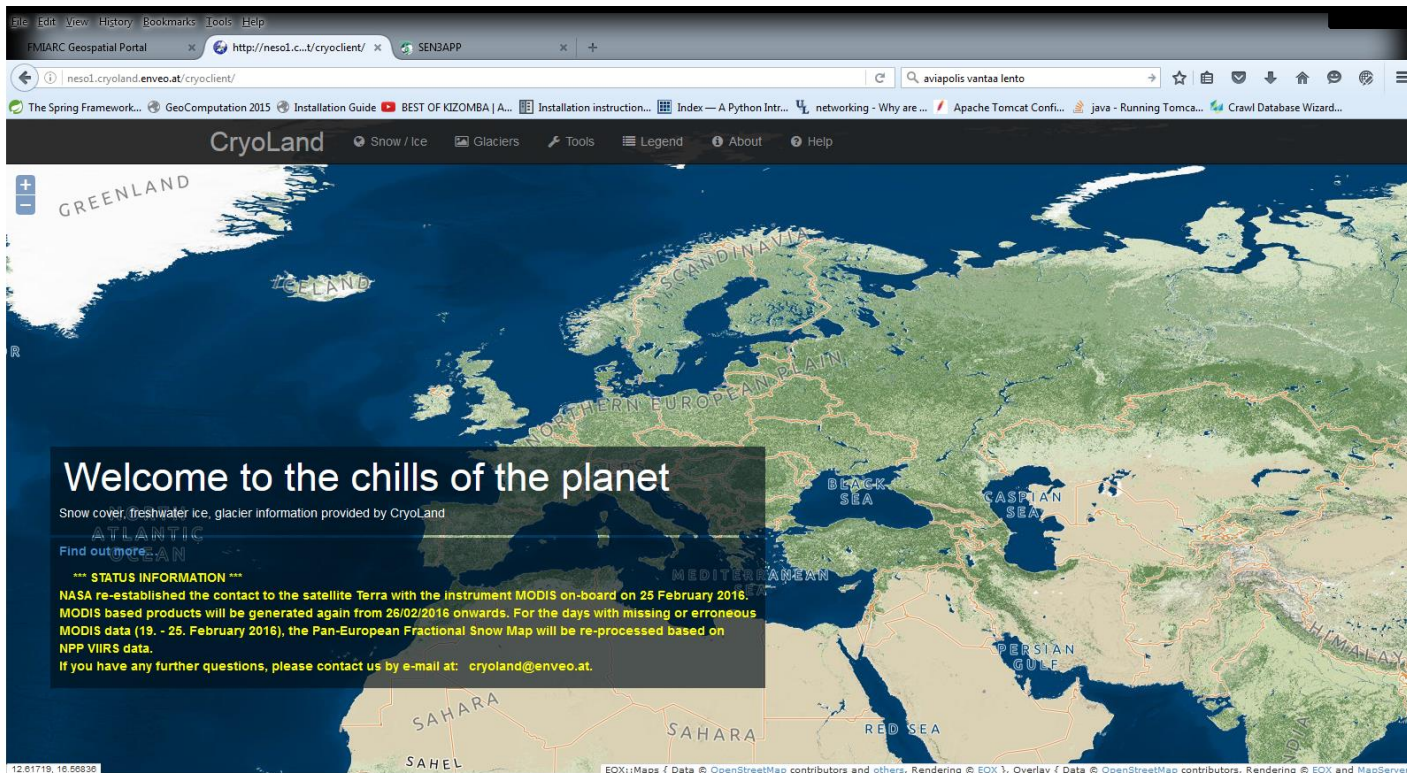 File Edit View History Bookmarks Tools Help
FMIARC Geospatial Portal × http://neso1.c...t/cryoclient/ × SEN3APP × +
neso1.cryoland.enveo.at/cryoclient/ aviapolis vantaa lento
The Spring Framework... GeoComputation 2015 Installation Guide BEST OF KIZOMBA | A... Installation instruction... Index — A Python Intr... networking - Why are ... Apache Tomcat Confi... java - Running Tomca... Crawl Database Wizard...
CryoLand Snow / Ice Glaciers Tools Legend About Help
+
−
GREENLAND
SCANDINAVIA
ICELAND
NORTHERN EUROPEAN PLAIN
Welcome to the chills of the planet
BLACK
SEA
CASPIAN
SEA
Snow cover, freshwater ice, glacier information provided by CryoLand
ATLANTIC
OCEAN
Find out more...
MEDITERRANEAN
SEA
*** STATUS INFORMATION ***
NASA re-established the contact to the satellite Terra with the instrument MODIS on-board on 25 February 2016.
MODIS based products will be generated again from 26/02/2016 onwards. For the days with missing or erroneous
MODIS data (19. - 25. February 2016), the Pan-European Fractional Snow Map will be re-processed based on
NPP VIIRS data.
If you have any further questions, please contact us by e-mail at: cryoland@enveo.at.
PERSIAN
GULF
HIMALAY
SAHARA
SAHARA
RED SEA
SAHEL
12.61719, 16.56836
EOX::Maps { Data © OpenStreetMap contributors and others, Rendering © EOX }, Overlay { Data © OpenStreetMap contributors, Rendering © EOX and MapServer